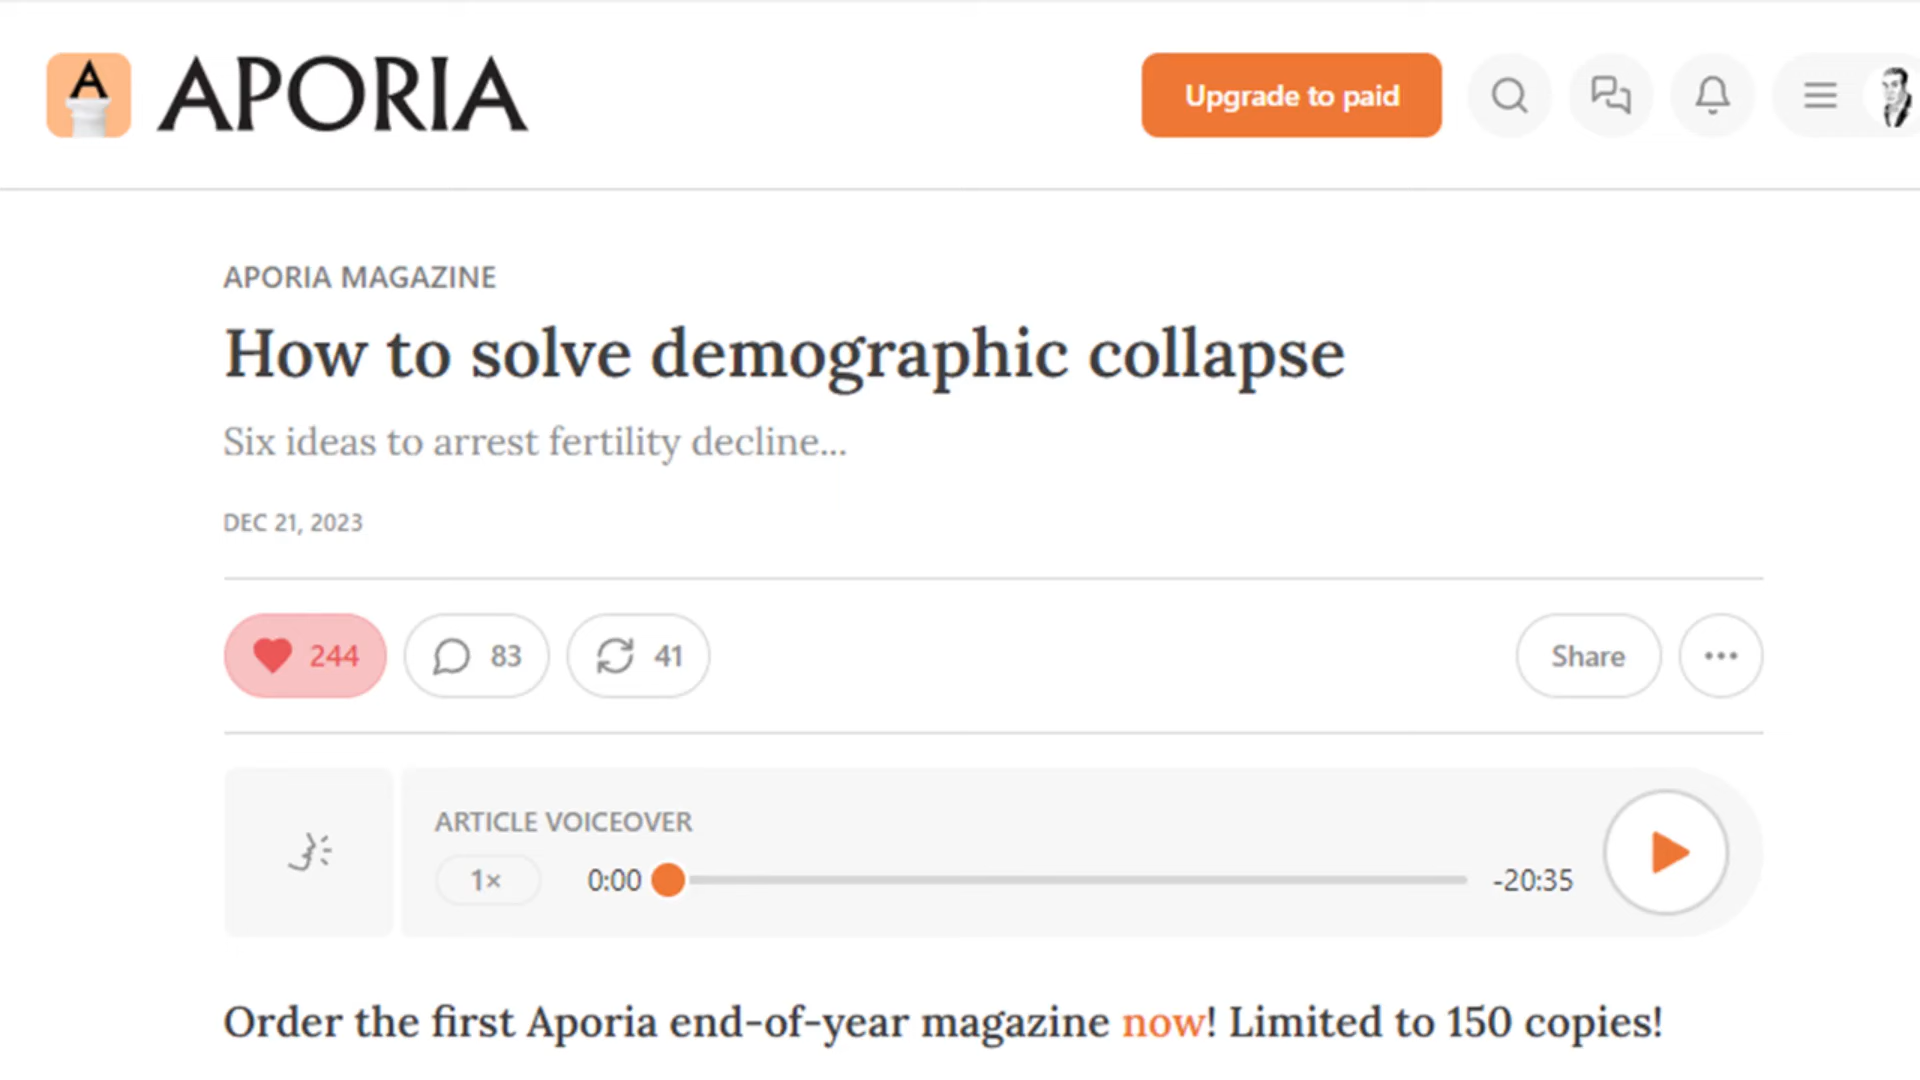 A APORIA
Upgrade to paid
APORIA MAGAZINE
How to solve demographic collapse
Six ideas to arrest fertility decline...
DEC 21, 2023
244
83
41
Share
ARTICLE VOICEOVER
1×
0:00
-20:35
Order the first Aporia end-of-year magazine now! Limited to 150 copies!